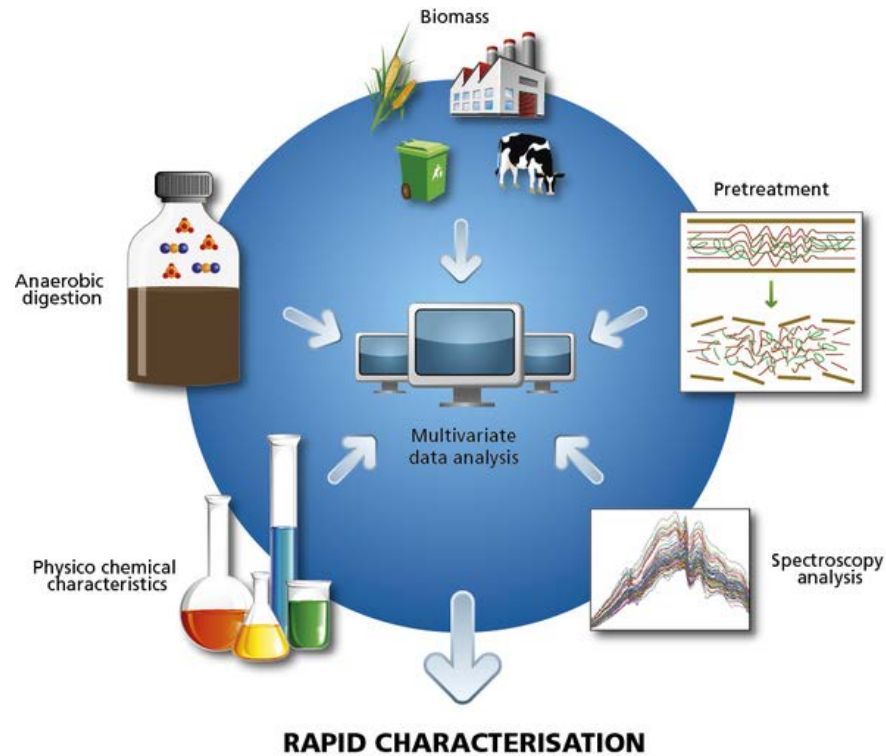 Biomass
Pretreatment
Anaerobic
digestion
Multivariate
data analysis
Physico chemical
characteristics
Spectroscopy
analysis
RAPID CHARACTERISATION